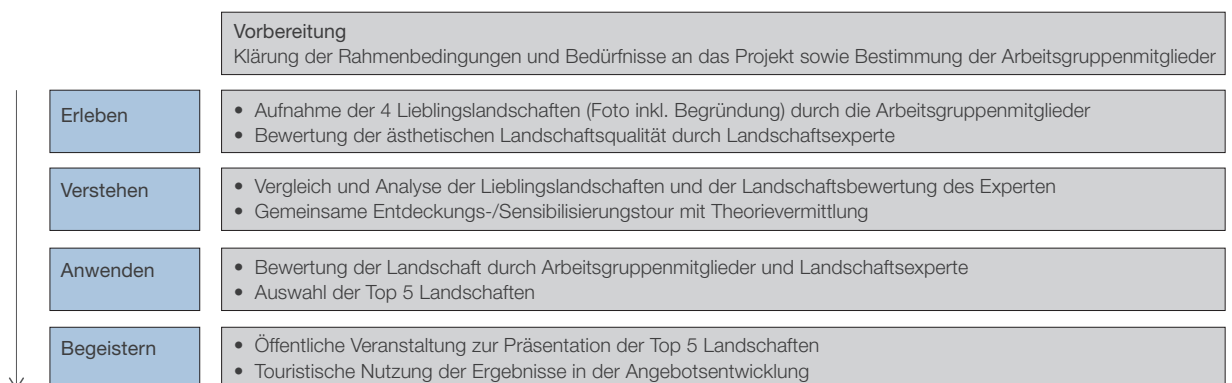 Vorbereitung
Klärung der Rahmenbedingungen und Bedürfnisse an das Projekt sowie Bestimmung der Arbeitsgruppenmitglieder
Erleben
• Aufnahme der 4 Lieblingslandschaften (Foto inkl. Begründung) durch die Arbeitsgruppenmitglieder
• Bewertung der ästhetischen Landschaftsqualität durch Landschaftsexperte
Verstehen
• Vergleich und Analyse der Lieblingslandschaften und der Landschaftsbewertung des Experten
• Gemeinsame Entdeckungs-/Sensibilisierungstour mit Theorievermittlung
Anwenden
• Bewertung der Landschaft durch Arbeitsgruppenmitglieder und Landschaftsexperte
• Auswahl der Top 5 Landschaften
Begeistern
• Öffentliche Veranstaltung zur Präsentation der Top 5 Landschaften
• Touristische Nutzung der Ergebnisse in der Angebotsentwicklung